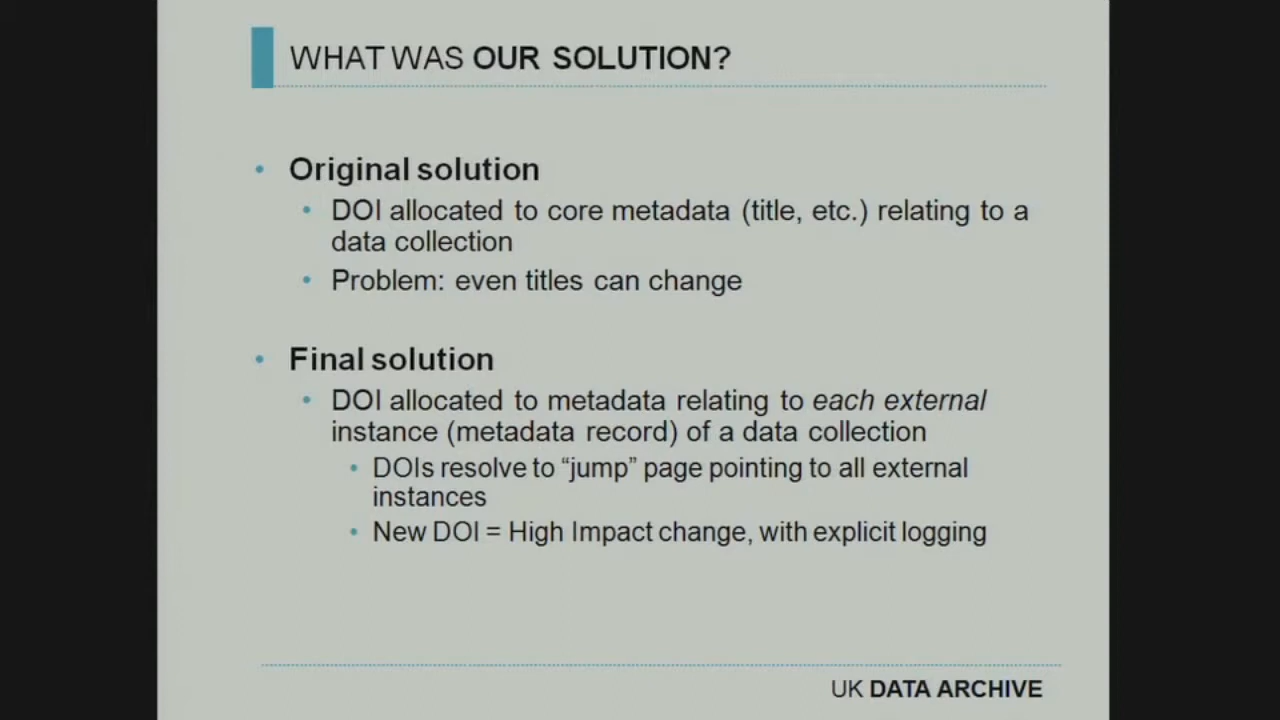 WHAT WAS OUR SOLUTION?
• Original solution
• DOI allocated to core metadata (title, etc.) relating to a
data collection
• Problem: even titles can change
• Final solution
• DOI allocated to metadata relating to each external
instance (metadata record) of a data collection
• DOIs resolve to “jump” page pointing to all external
instances
• New DOI = High Impact change, with explicit logging
UK DATA ARCHIVE